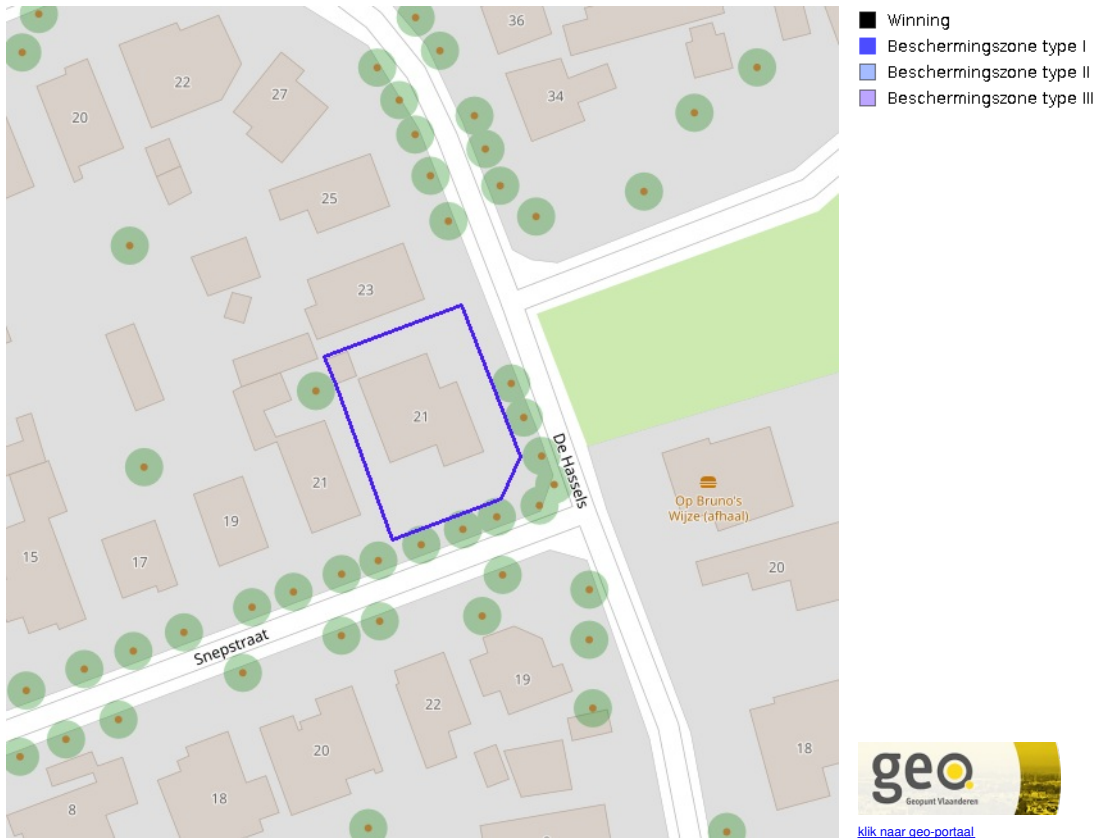 36
Winning
Beschermingszone type I
Beschermingszone type II
Beschermingszone type III
22
27
34
20
25
23
21
De Hassels
21
19
Op Bruno's
Wijze (afhaal)
15
17
20
Snepstraat
19
22
20
18
18
8
geo
Geopunt Vlaanderen
klik naar geo-portaal